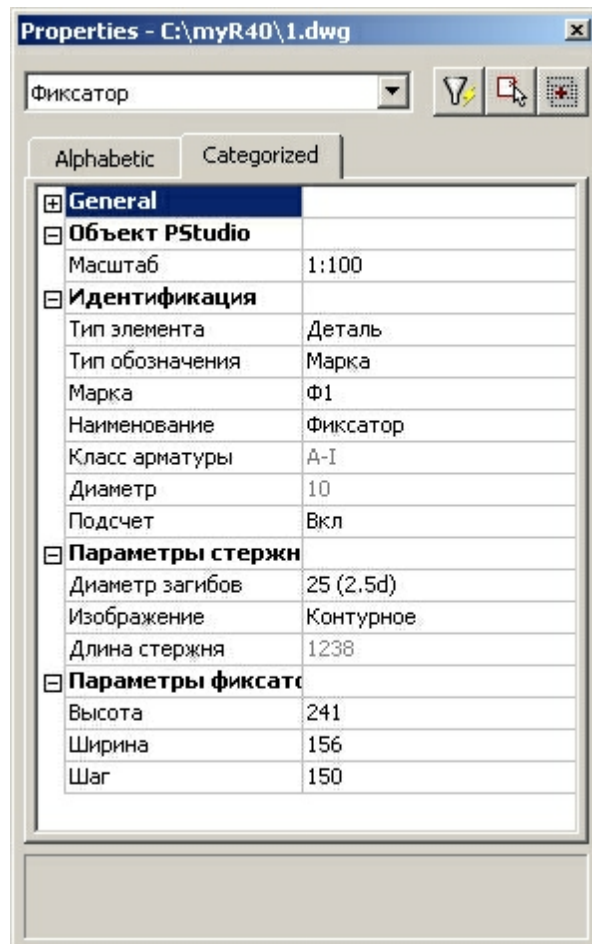 Properties - C:\myR40\1.dwg
Фиксатор
Alphabetic Categorized
General
Объект PStudio
Масштаб 1:100
Идентификация
Тип элемента Деталь
Тип обозначения Марка
Марка Ф1
Наименование Фиксатор
Класс арматуры A-I
Диаметр 10
Подсчет Вкл
Параметры стержн
Диаметр загибов 25 (2.5d)
Изображение Контурное
Длина стержня 1238
Параметры фиксато
Высота 241
Ширина 156
Шаг 150